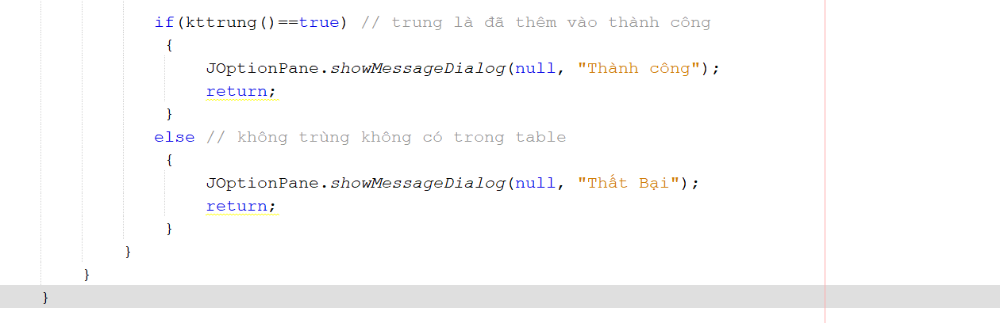 if(kttrung()==true) // trung là đã thêm vào thành công
{
JOptionPane.showMessageDialog(null, "Thành công");
return;
}
else // không trùng không có trong table
{
JOptionPane.showMessageDialog(null, "Thất Bại");
return;
}
}
}
}